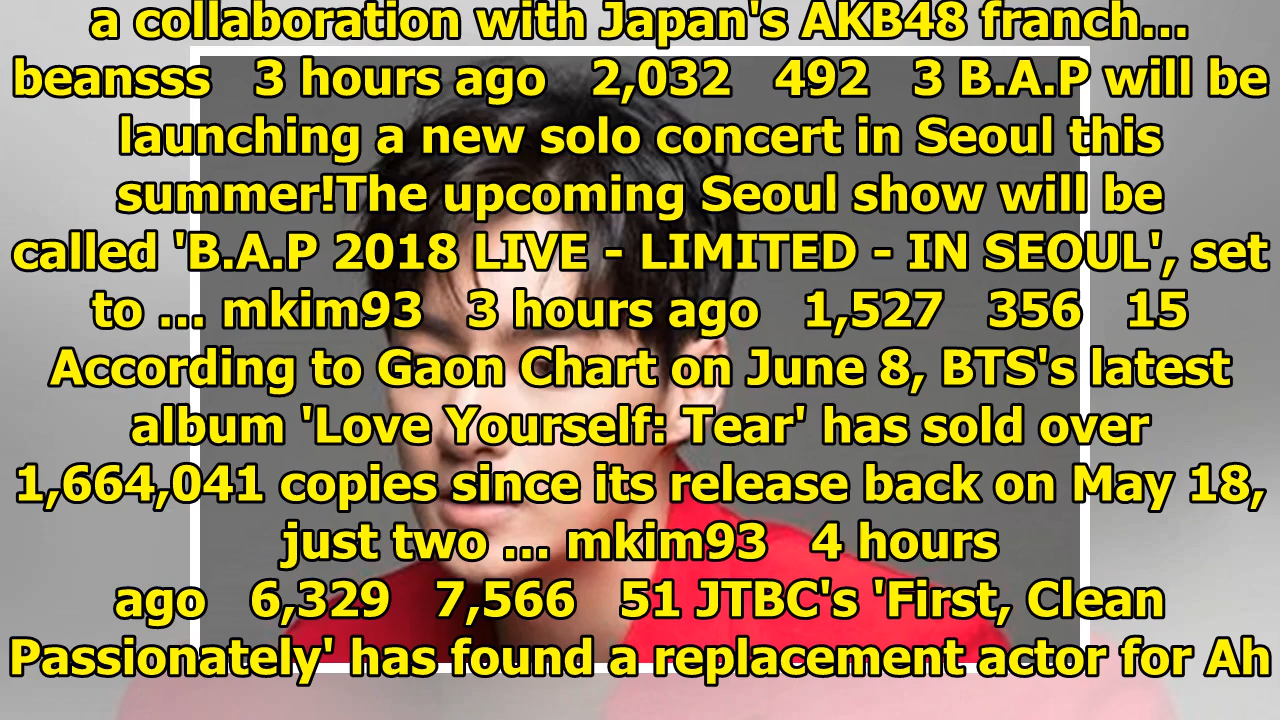 a collaboration with Japan's AKB48 franch...
beansss 3 hours ago 2,032 492 3 B.A.P will be
launching a new solo concert in Seoul this
summer!The upcoming Seoul show will be
called 'B.A.P 2018 LIVE - LIMITED - IN SEOUL', set
to ... mkim93 3 hours ago 1,527 356 15
According to Gaon Chart on June 8, BTS's latest
album 'Love Yourself: Tear' has sold over
1,664,041 copies since its release back on May 18,
just two ... mkim93 4 hours
ago 6,329 7,566 51 JTBC's 'First, Clean
Passionately' has found a replacement actor for Ah